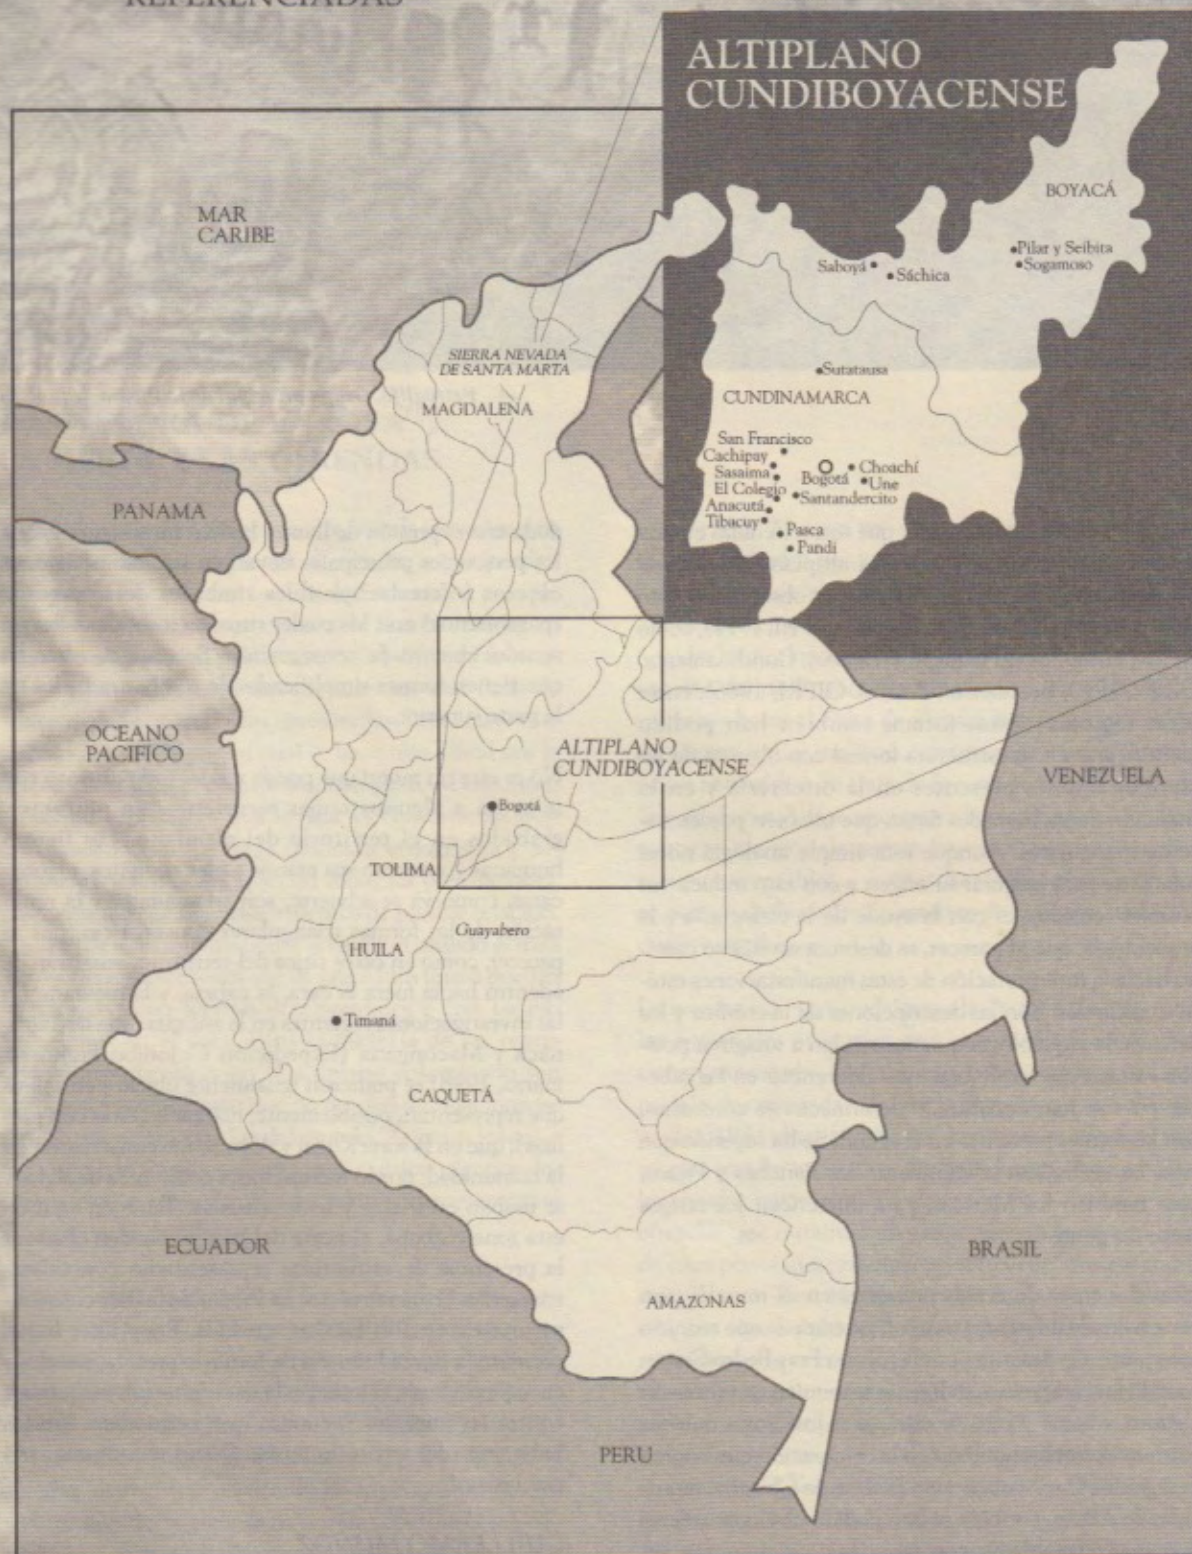 REFERENCIADAS
ALTIPLANO
CUNDIBOYACENSE
BOYACÁ
Pilar y Seibita
Sogamoso
Saboyá
Sáchica
Sutatausa
CUNDINAMARCA
San Francisco
Cachipay
Sasaima
El Colegio
Anacutá
Tibacuy
Bogotá
Choachí
Une
Santandercito
Pasca
Pandi
MAR
CARIBE
SIERRA NEVADA
DE SANTA MARTA
MAGDALENA
PANAMA
OCEANO
PACIFICO
ALTIPLANO
CUNDIBOYACENSE
VENEZUELA
Bogotá
TOLIMA
Guayabero
HUILA
Timaná
CAQUETÁ
ECUADOR
BRASIL
AMAZONAS
PERU